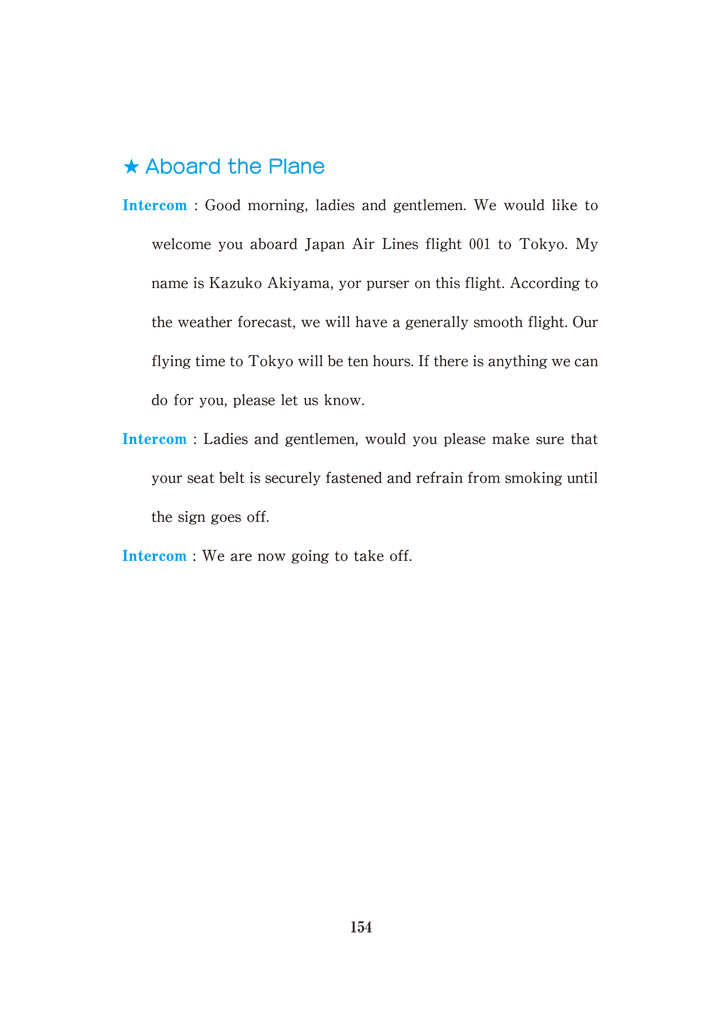 ★ Aboard the Plane
Intercom : Good morning, ladies and gentlemen. We would like to
welcome you aboard Japan Air Lines flight 001 to Tokyo. My
name is Kazuko Akiyama, yor purser on this flight. According to
the weather forecast, we will have a generally smooth flight. Our
flying time to Tokyo will be ten hours. If there is anything we can
do for you, please let us know.
Intercom : Ladies and gentlemen, would you please make sure that
your seat belt is securely fastened and refrain from smoking until
the sign goes off.
Intercom : We are now going to take off.
154